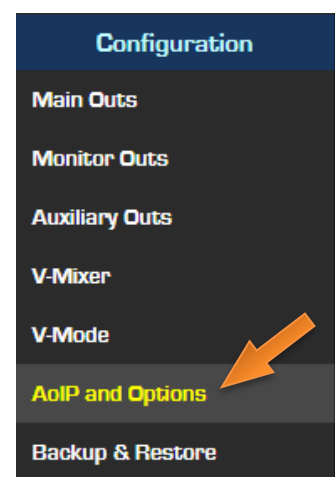 Configuration
Main Outs
Monitor Outs
Auxiliary Outs
V-Mixer
V-Mode
AoIP and Options
Backup & Restore